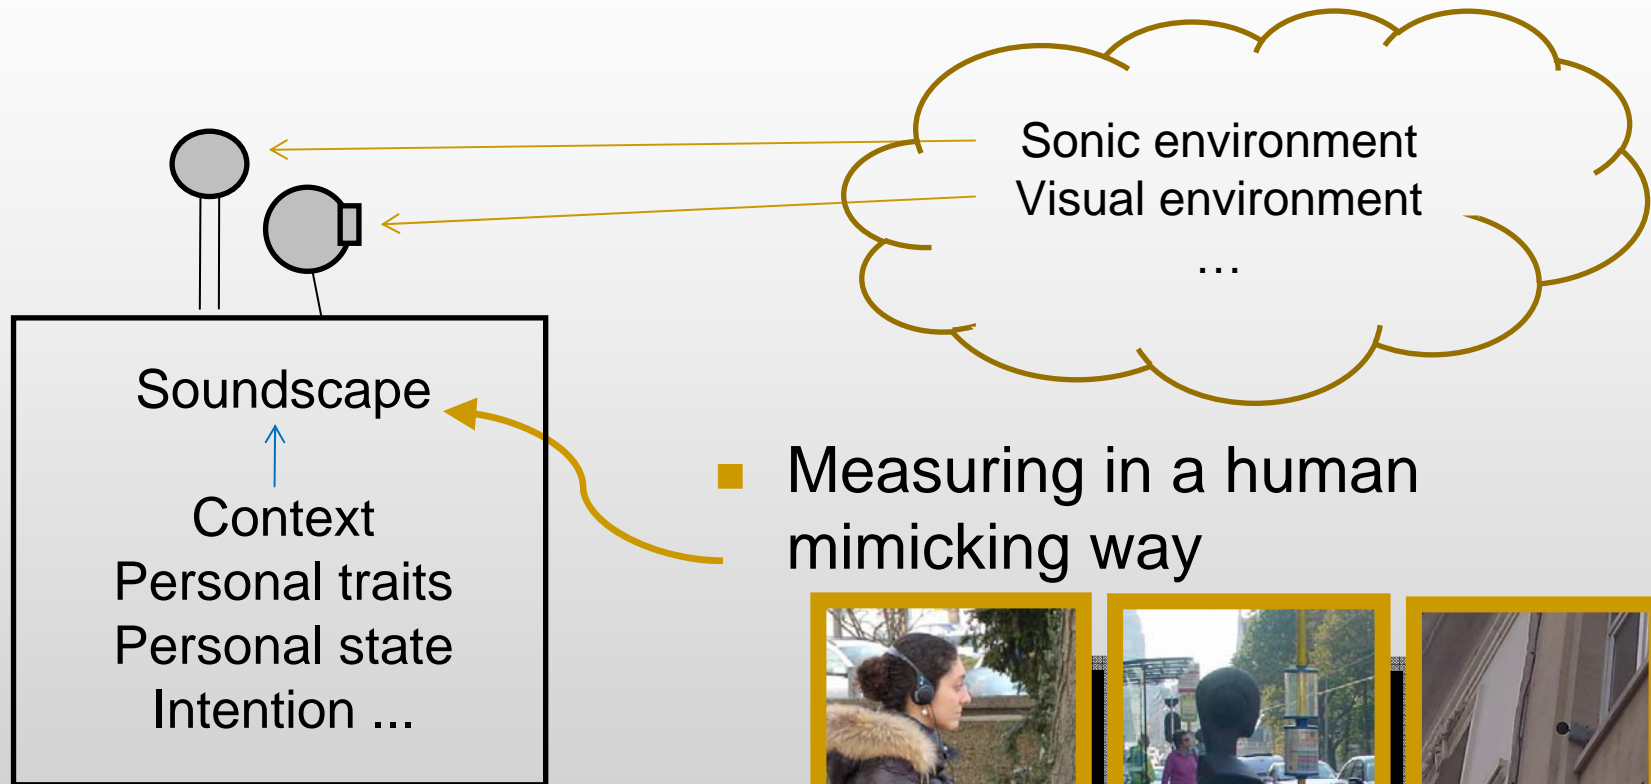 Sonic environment
Visual environment
…
Soundscape
Context
Personal traits
Personal state
Intention ...
Measuring in a human
mimicking way